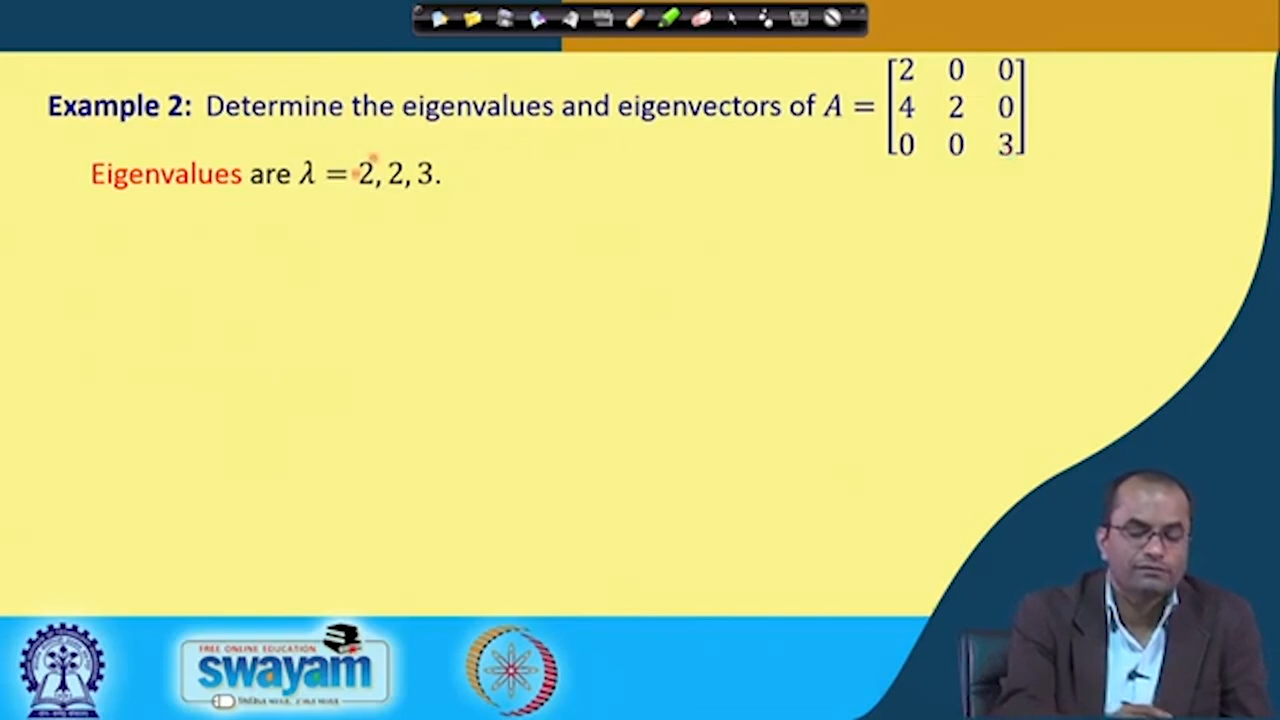 Example 2: Determine the eigenvalues and eigenvectors of A = [2 0 0
4 2 0
0 0 3]
Eigenvalues are λ = 2, 2, 3.
FREE ONLINE EDUCATION
swayam